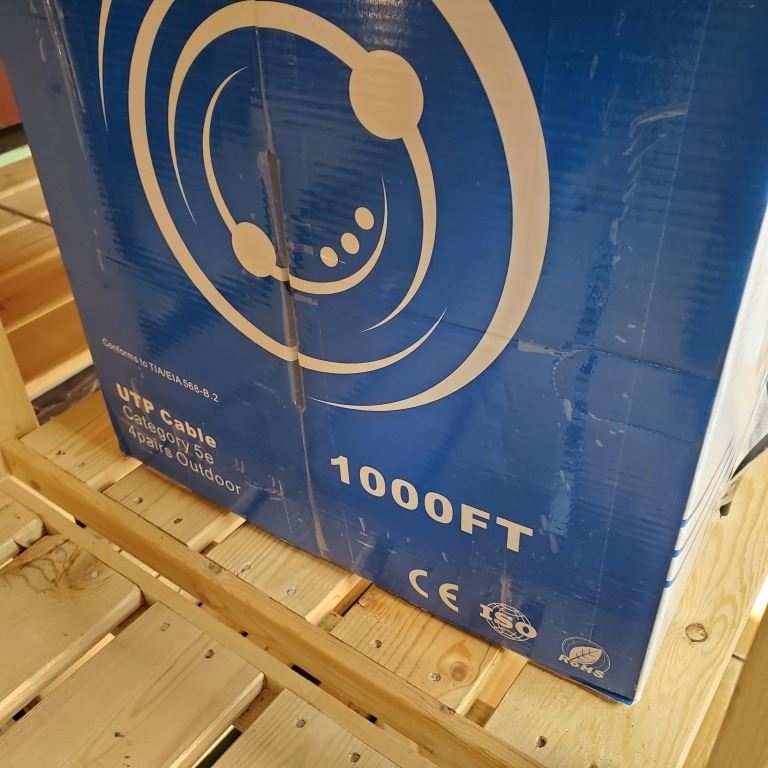 Conforms to TIA/EIA 568-B.2
UTP Cable
Category 5e
4pairs Outdoor
1000FT
CE
ISO
RoHS